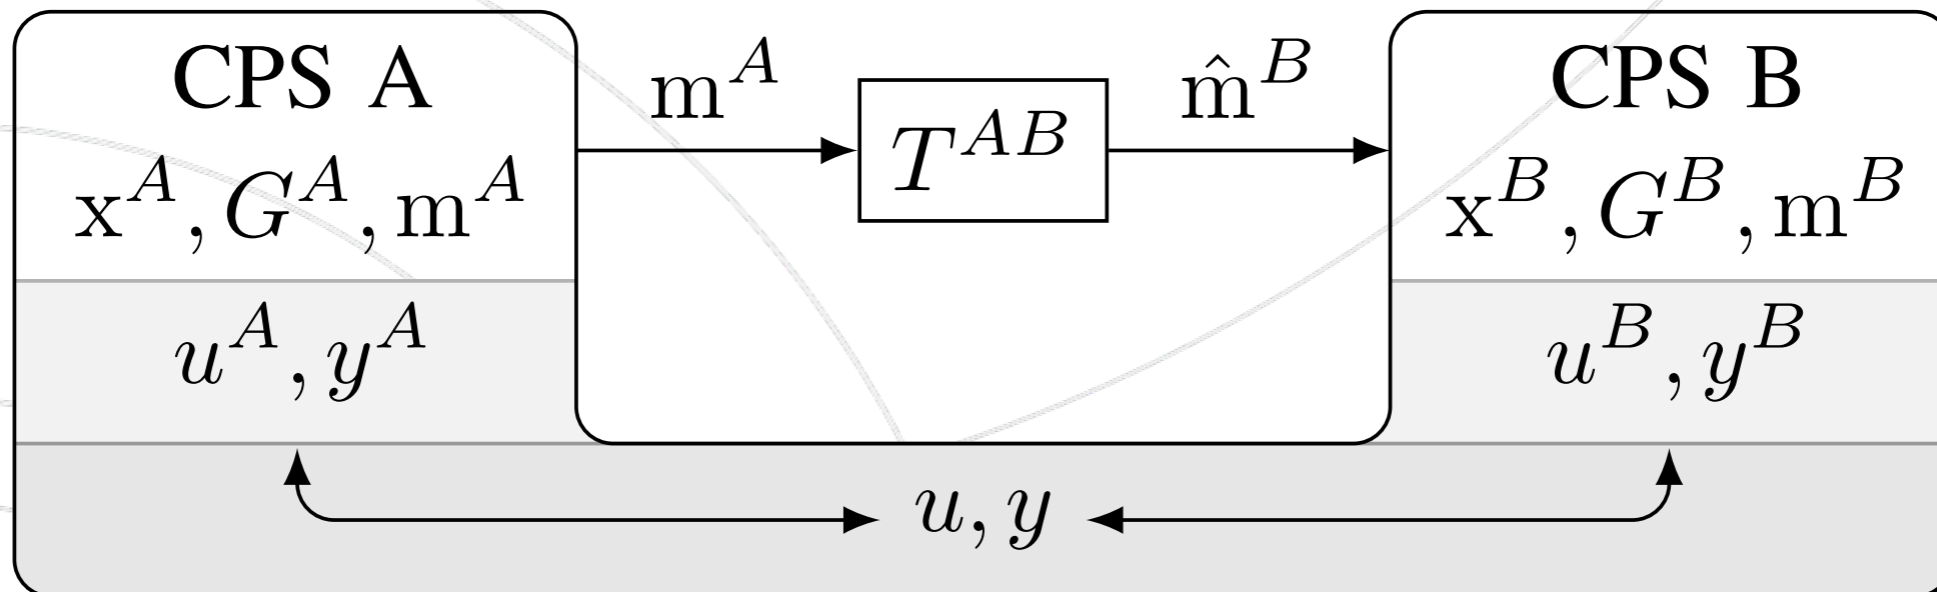 CPS A
x^A, G^A, m^A
u^A, y^A
m^A
T^{AB}
m̂^B
CPS B
x^B, G^B, m^B
u^B, y^B
u, y